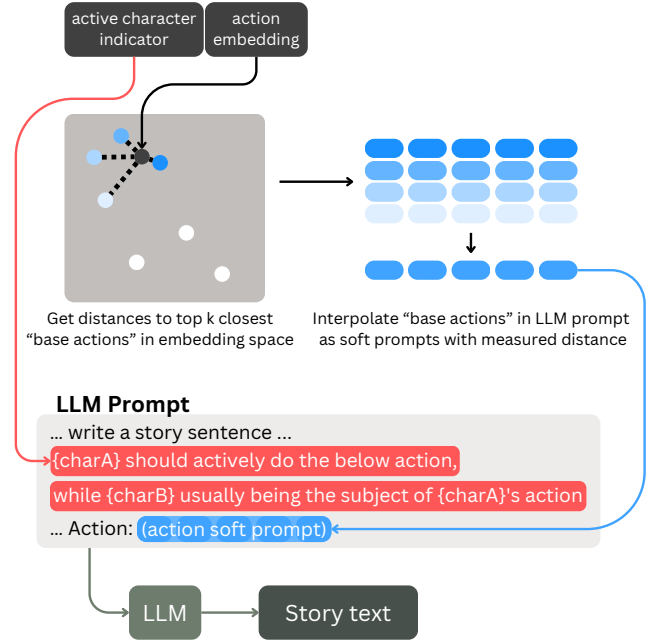 active character
indicator
action
embedding
Get distances to top k closest
“base actions” in embedding space
Interpolate “base actions” in LLM prompt
as soft prompts with measured distance
LLM Prompt
... write a story sentence ...
{charA} should actively do the below action,
while {charB} usually being the subject of {charA}'s action
... Action: (action soft prompt)
LLM
Story text